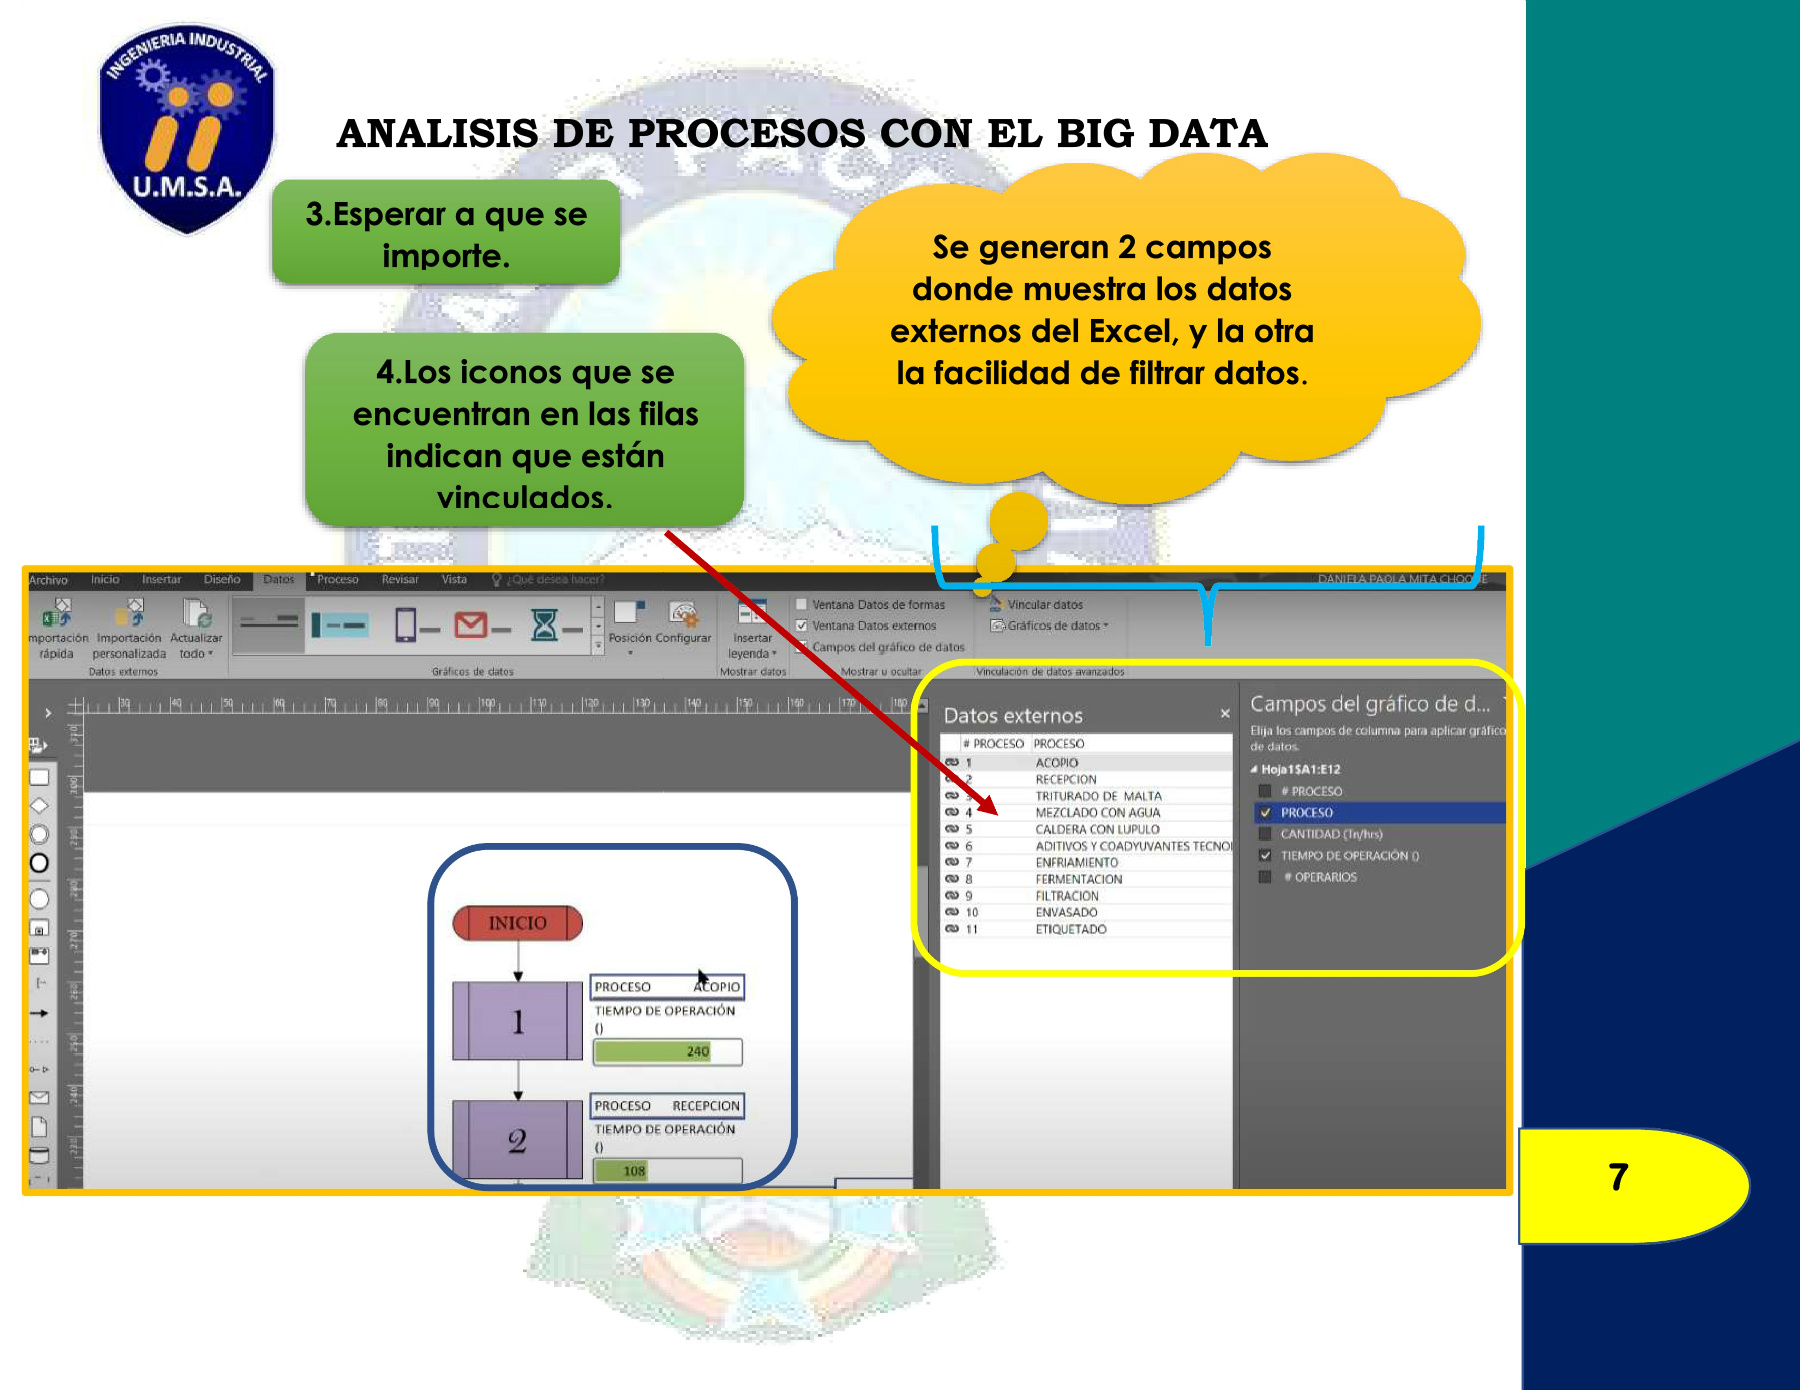 INGENIERIA INDUSTRIAL
U.M.S.A.
ANALISIS DE PROCESOS CON EL BIG DATA
3.Esperar a que se
importe.
4.Los iconos que se
encuentran en las filas
indican que están
vinculados.
Se generan 2 campos
donde muestra los datos
externos del Excel, y la otra
la facilidad de filtrar datos.
Archivo Inicio Insertar Diseño Datos Proceso Revisar Vista ¿Qué desea hacer?
DANIELA PAOLA MITA
mportación
rápida
Importación
personalizada
Actualizar
todo
Datos externos
Gráficos de datos
Posición Configurar
Insertar
leyenda
Mostrar datos
Ventana Datos de formas
Ventana Datos externos
Campos del gráfico de datos
Mostrar u ocultar
Vincular datos
Gráficos de datos
Vinculación de datos avanzados
Datos externos
# PROCESO PROCESO
1 ACOPIO
2 RECEPCION
3 TRITURADO DE MALTA
4 MEZCLADO CON AGUA
5 CALDERA CON LUPULO
6 ADITIVOS Y COADYUVANTES TECNOI
7 ENFRIAMIENTO
8 FERMENTACION
9 FILTRACION
10 ENVASADO
11 ETIQUETADO
Campos del gráfico de d...
Elija los campos de columna para aplicar gráfico
de datos.
Hoja1$A1:E12
# PROCESO
PROCESO
CANTIDAD (Tn/hrs)
TIEMPO DE OPERACIÓN ()
# OPERARIOS
INICIO
1
PROCESO ACOPIO
TIEMPO DE OPERACIÓN
()
240
2
PROCESO RECEPCION
TIEMPO DE OPERACIÓN
()
108
7